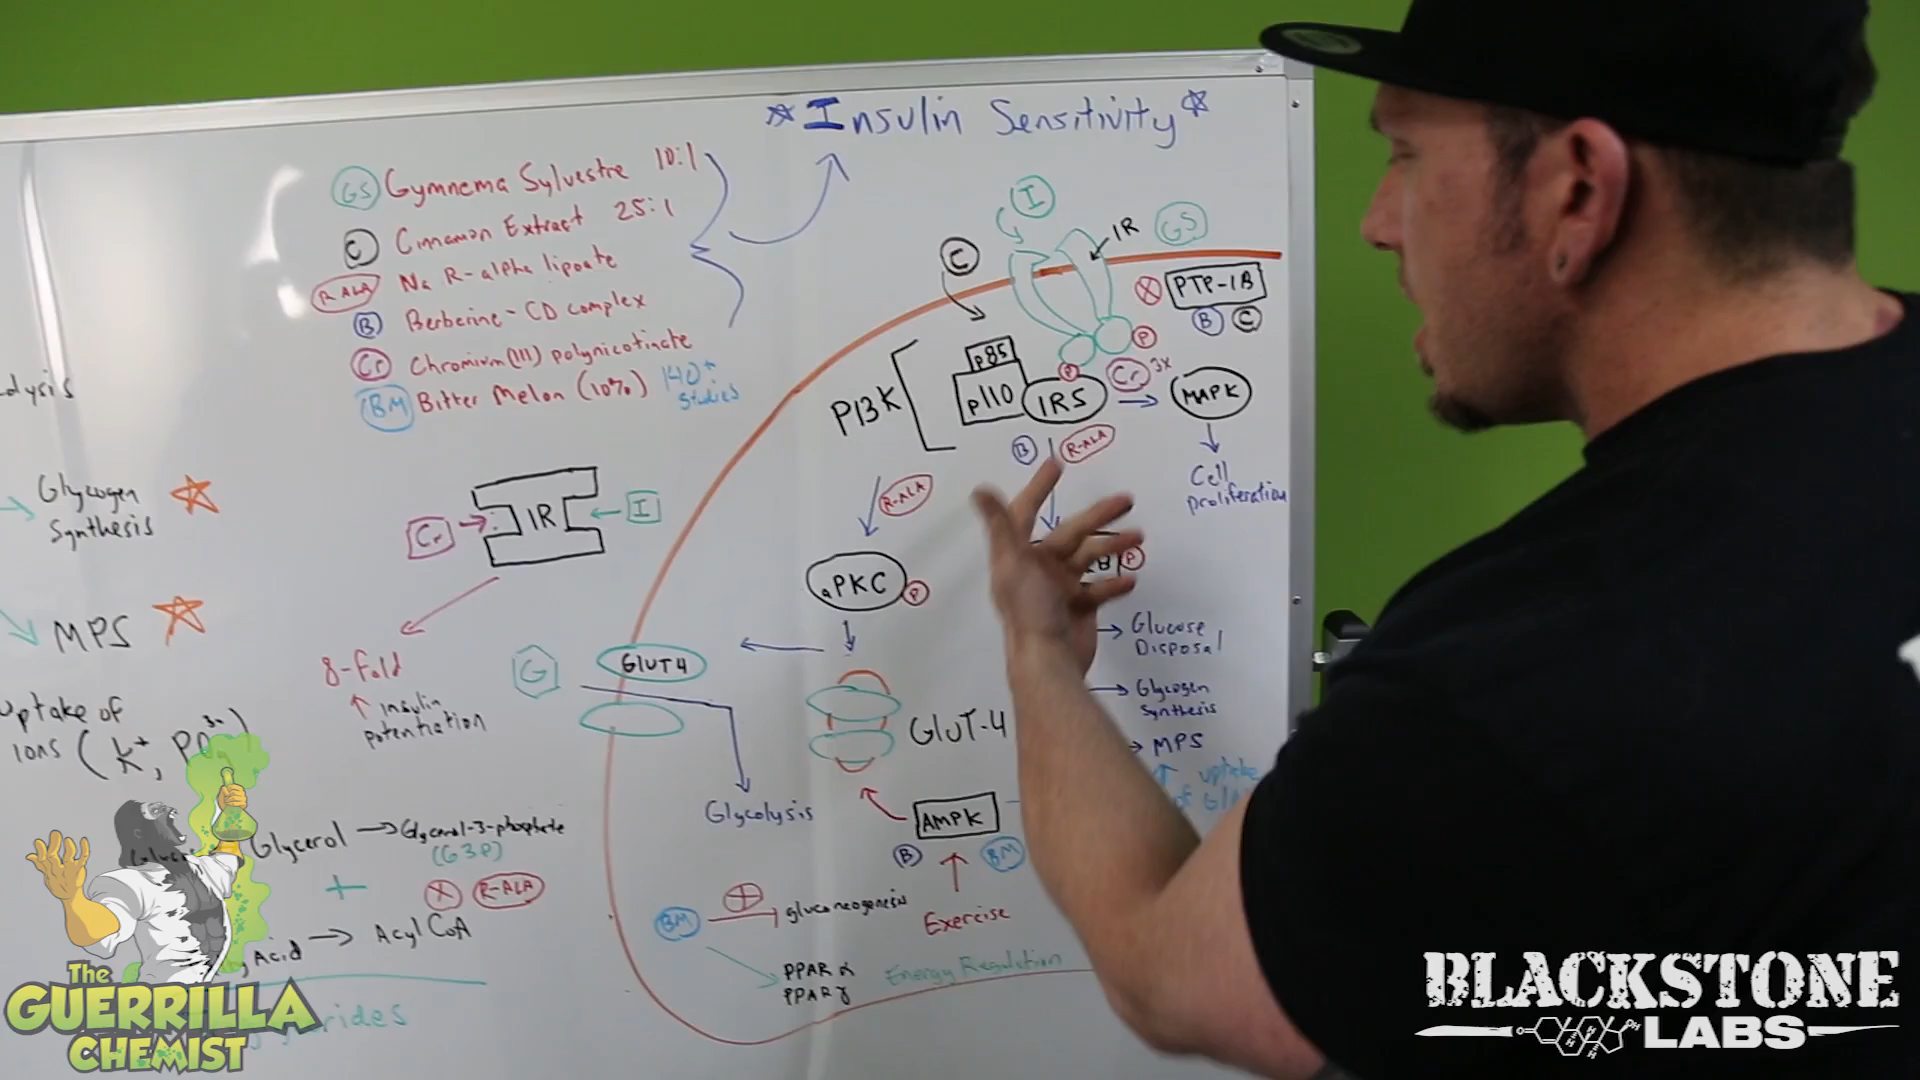 ☆ Insulin Sensitivity ☆
GS Gymnema Sylvestre 10:1
C Cinnamon Extract 25:1
R ALA Na R-alpha lipoate
B Berberine-CD complex
Cr Chromium(III) polynicotinate
BM Bitter Melon (10%) 140+ studies
Glycogen
Synthesis
MPS
uptake of
ions (K+, PO
Cr IR I
8-fold
↑ insulin
potentiation
Glycerol → Glycerol-3-phosphate
(G3P)
+
X R-ALA
Acid → Acyl CoA
I
IR
GS
C
X PTP-1B
B C
P
P
Cr 3x
PI3K
p85
p110
IRS → MAPK
Cell
proliferation
B R-ALA
R-ALA
aPKC P
P
→ Glucose
Disposal
→ Glycogen
Synthesis
→ MPS
↑ uptake
G GLUT4
GLUT-4
Glycolysis
AMPK
B BM
Exercise
BM gluconeogenesis
PPAR α
PPAR γ
Energy Regulation
The
GUERRILLA
CHEMIST
BLACKSTONE
LABS
OH
H
H H